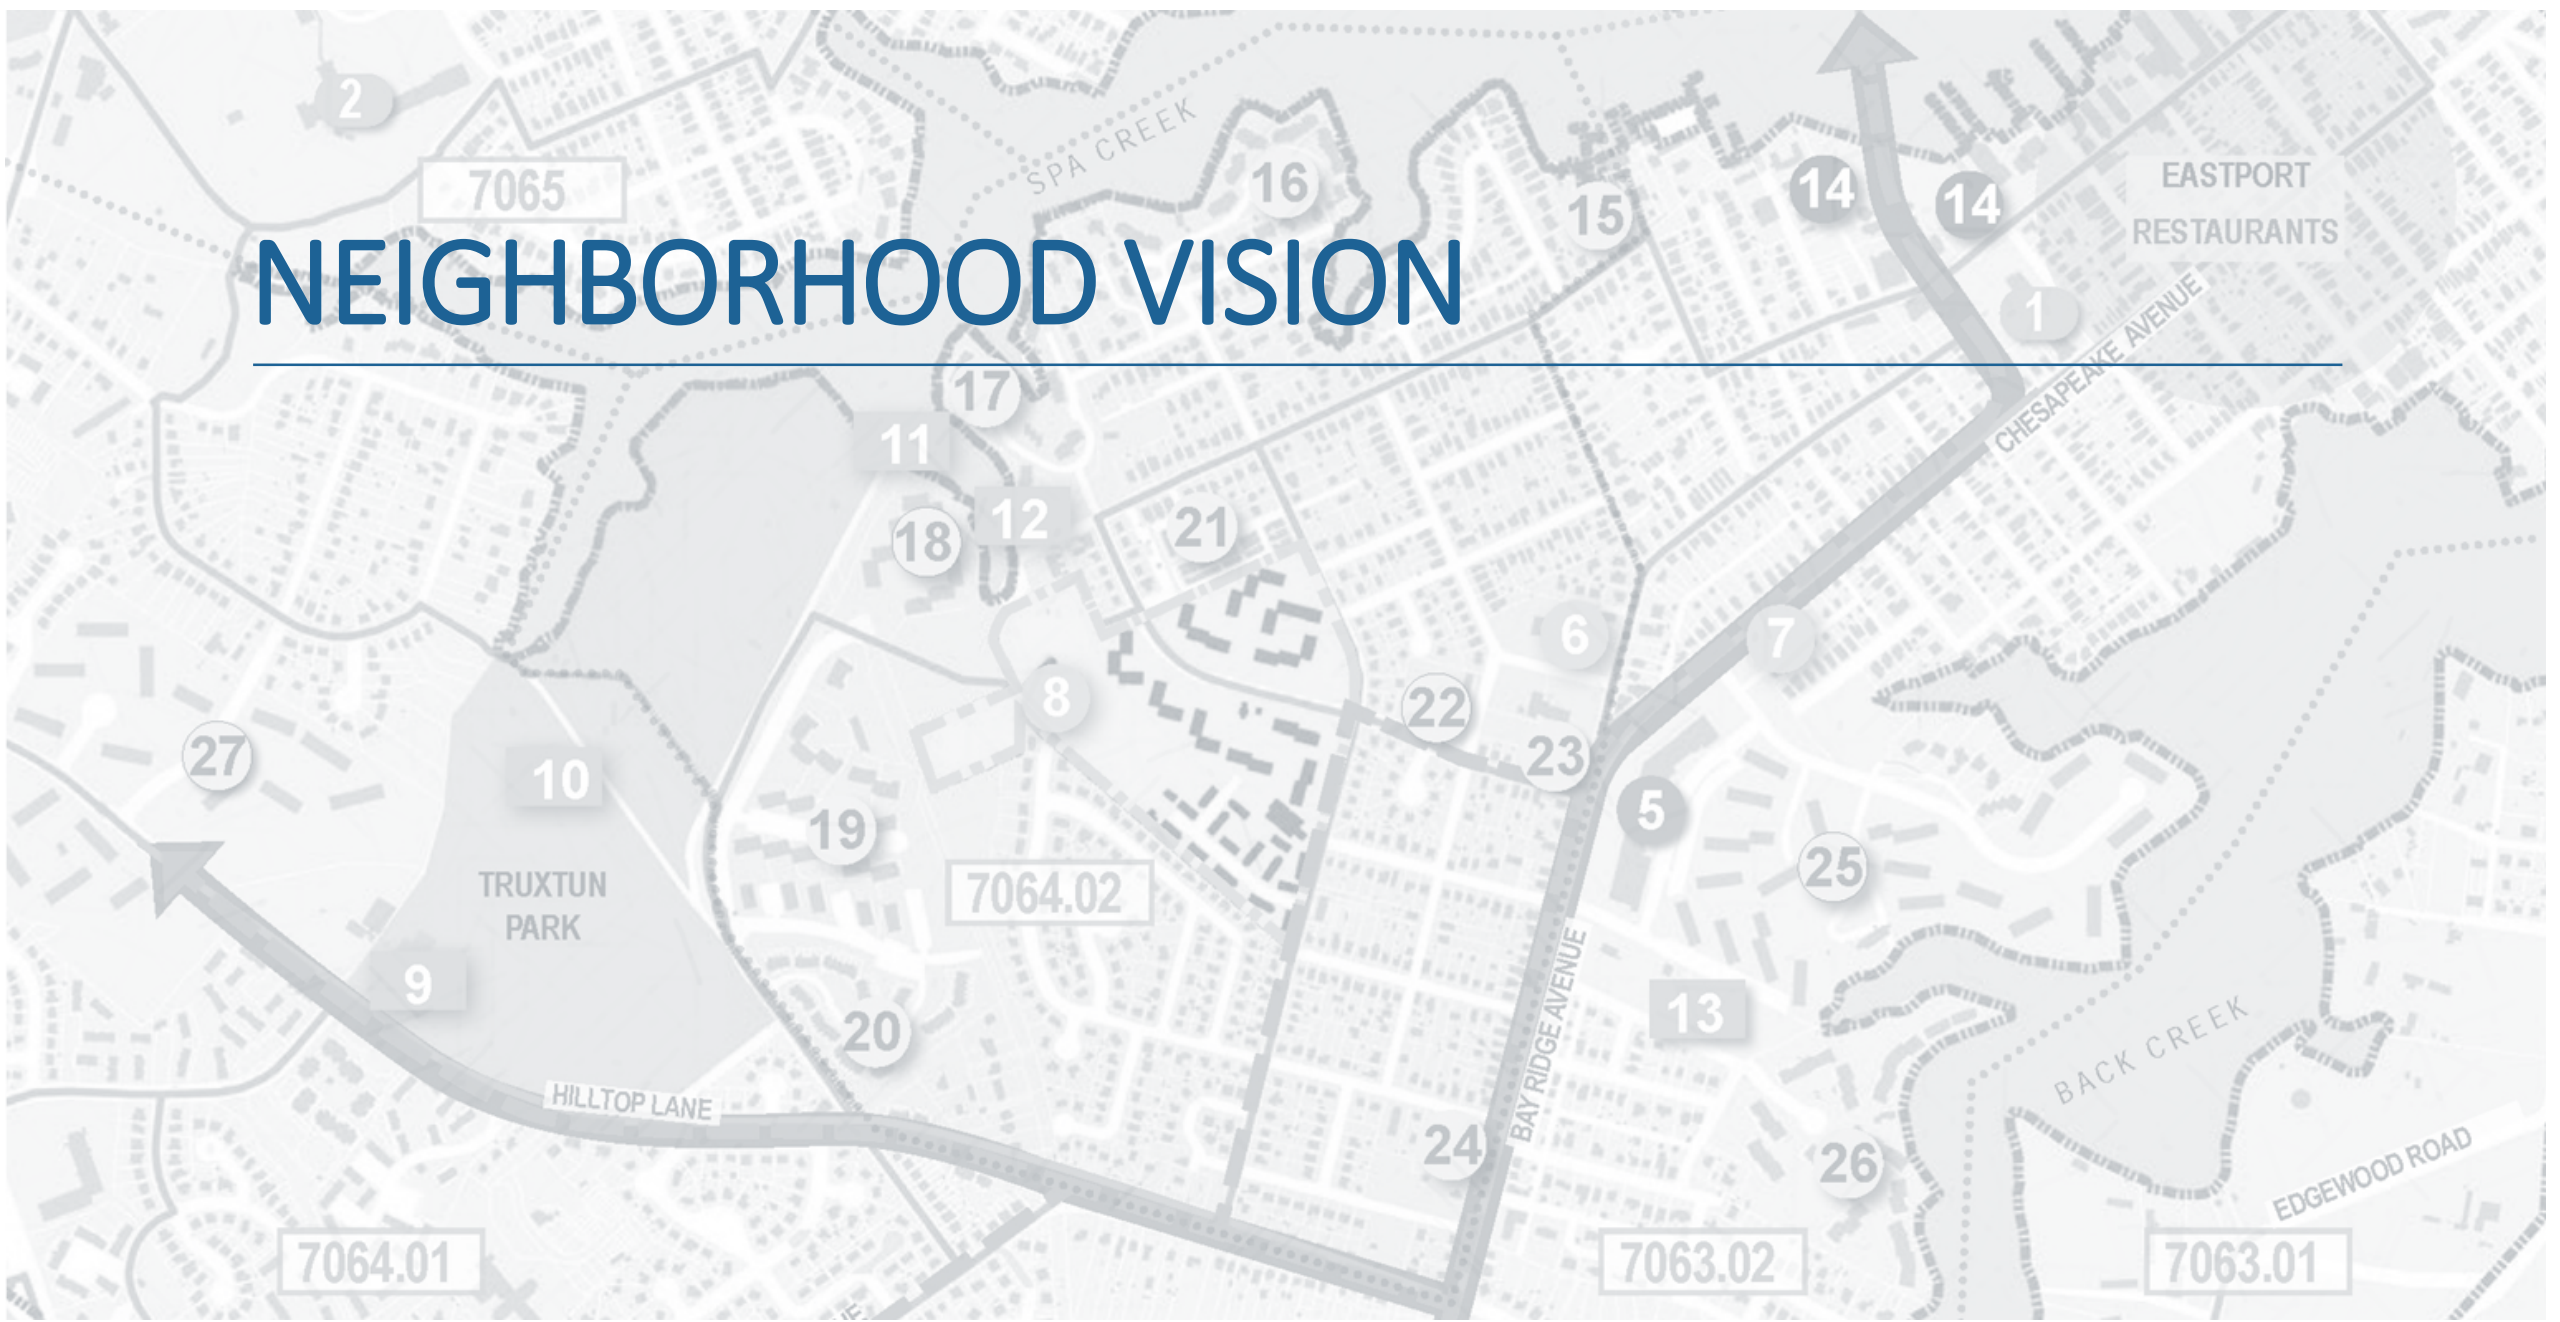 2
7065
SPA CREEK
16
15
14
14
EASTPORT
RESTAURANTS
NEIGHBORHOOD VISION
1
CHESAPEAKE AVENUE
17
11
18
12
21
6
7
8
22
23
27
10
5
19
25
TRUXTUN
PARK
7064.02
9
13
20
BAY RIDGE AVENUE
BACK CREEK
HILLTOP LANE
24
26
EDGEWOOD ROAD
7064.01
7063.02
7063.01